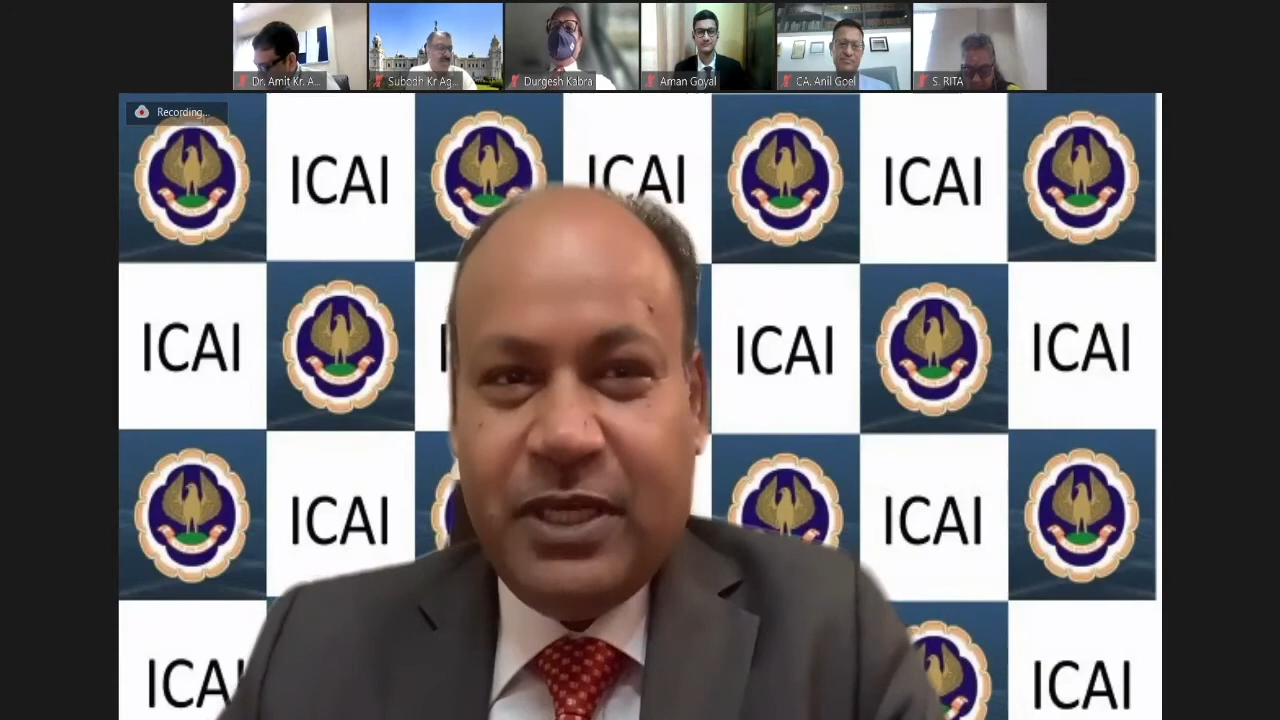 Dr. Amit Kr. A...
Subodh Kr Ag...
Durgesh Kabra
Aman Goyal
CA. Anil Goel
S. RITA
Recording...
ICAI
ICAI
ICAI
ICAI
ICAI
ICAI
ICAI
ICAI
ICAI
ICAI